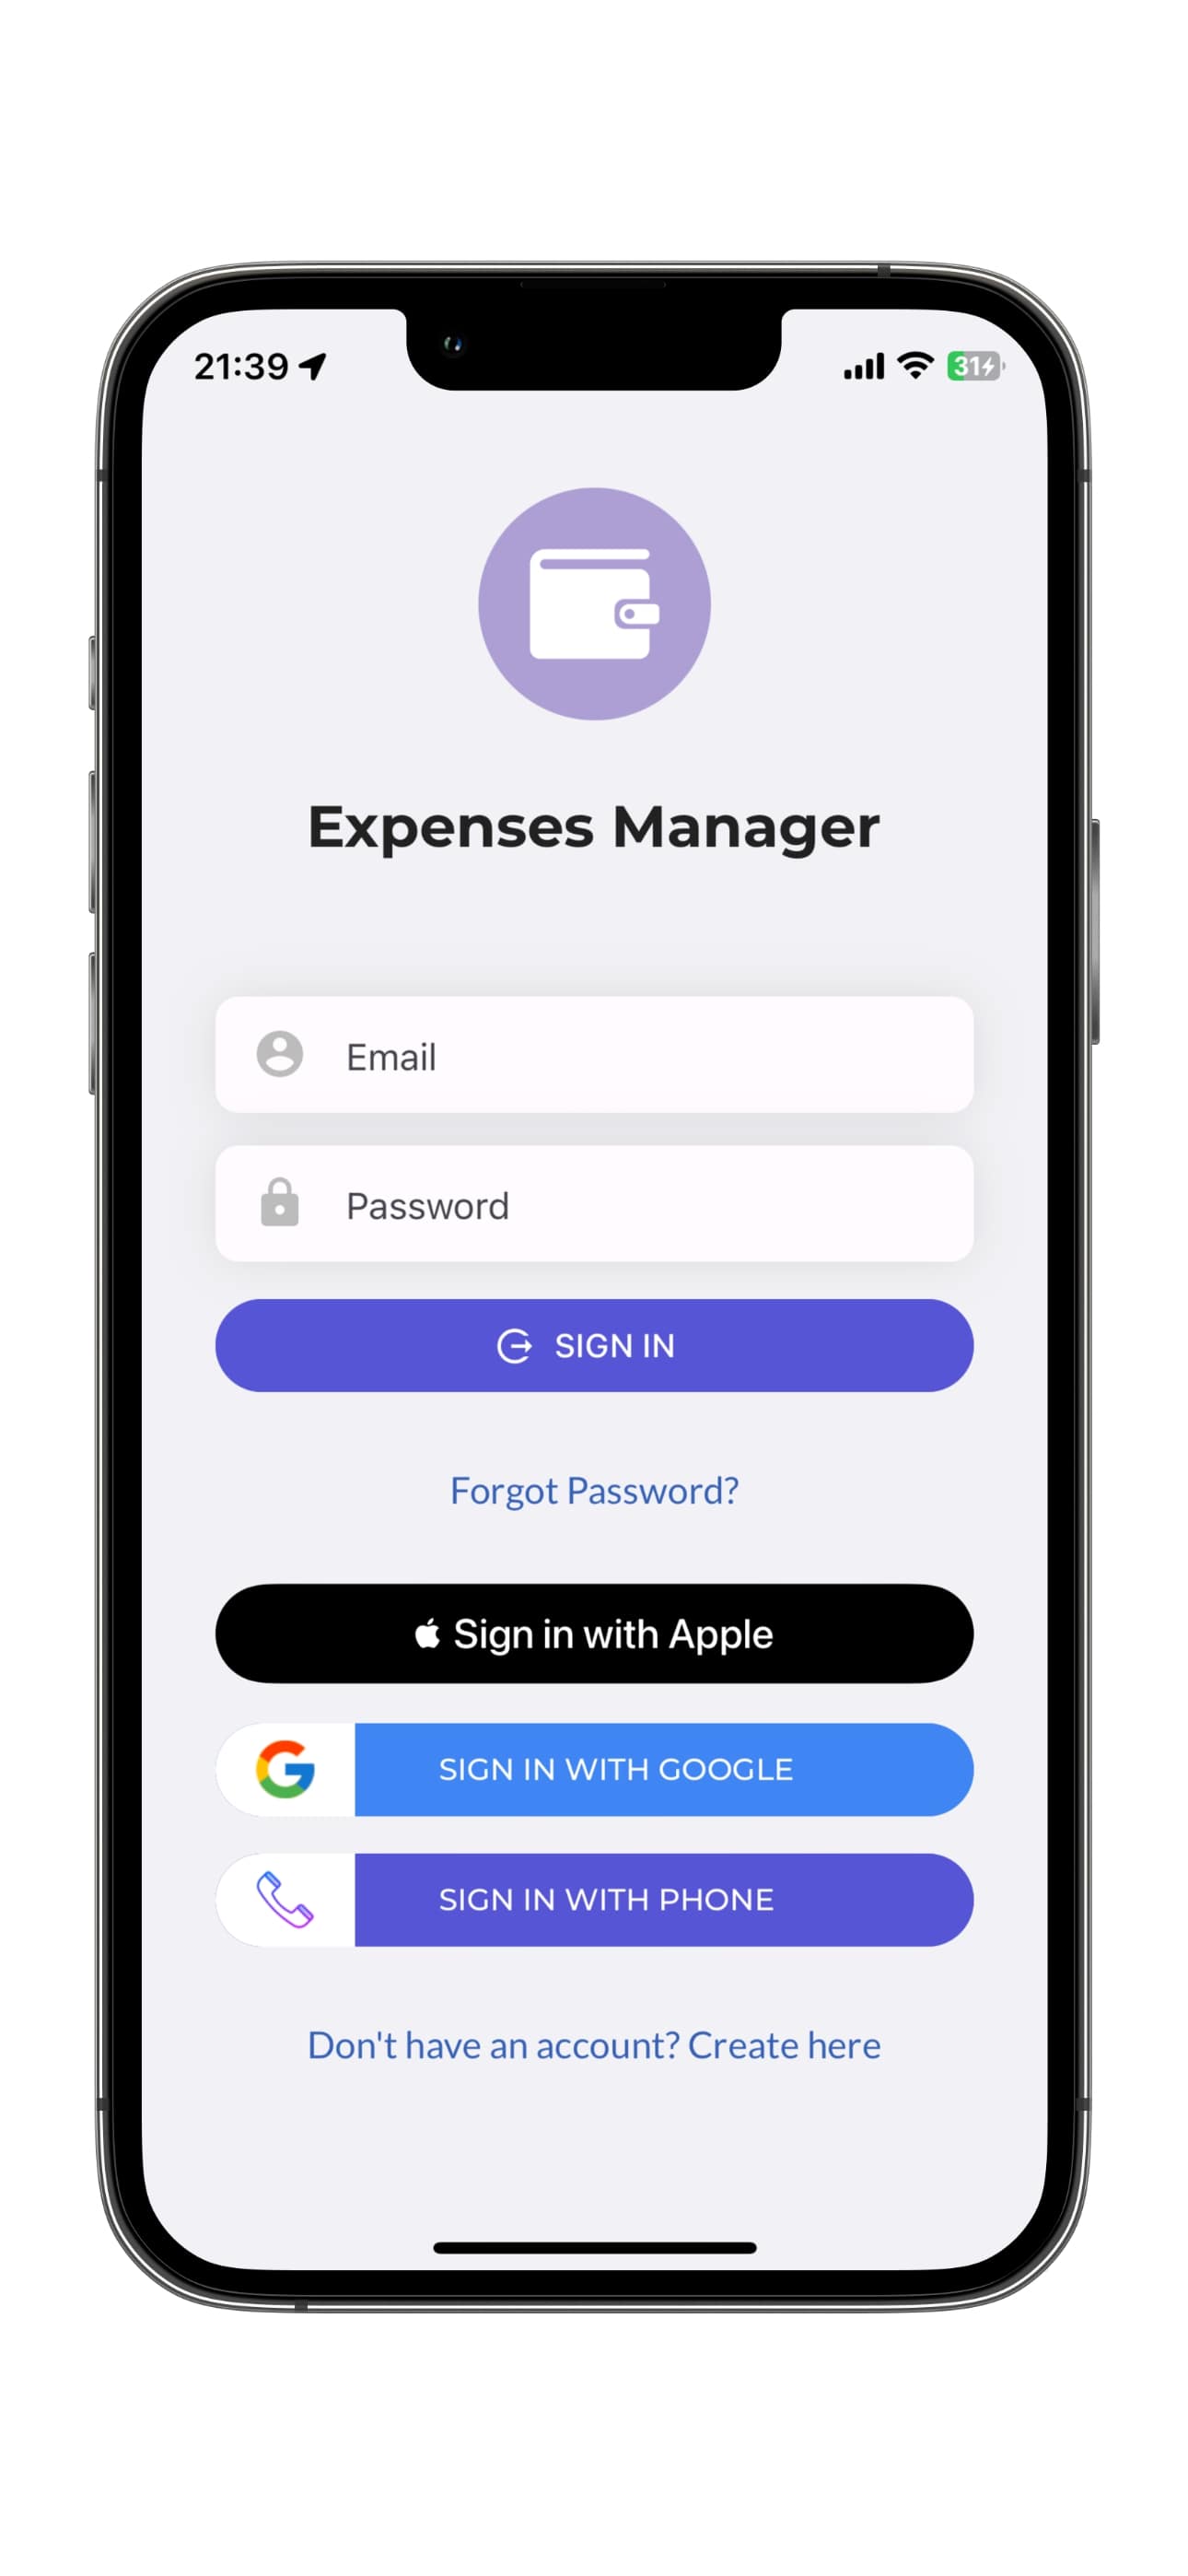 21:39
31
Expenses Manager
Email
Password
SIGN IN
Forgot Password?
Sign in with Apple
SIGN IN WITH GOOGLE
SIGN IN WITH PHONE
Don't have an account? Create here